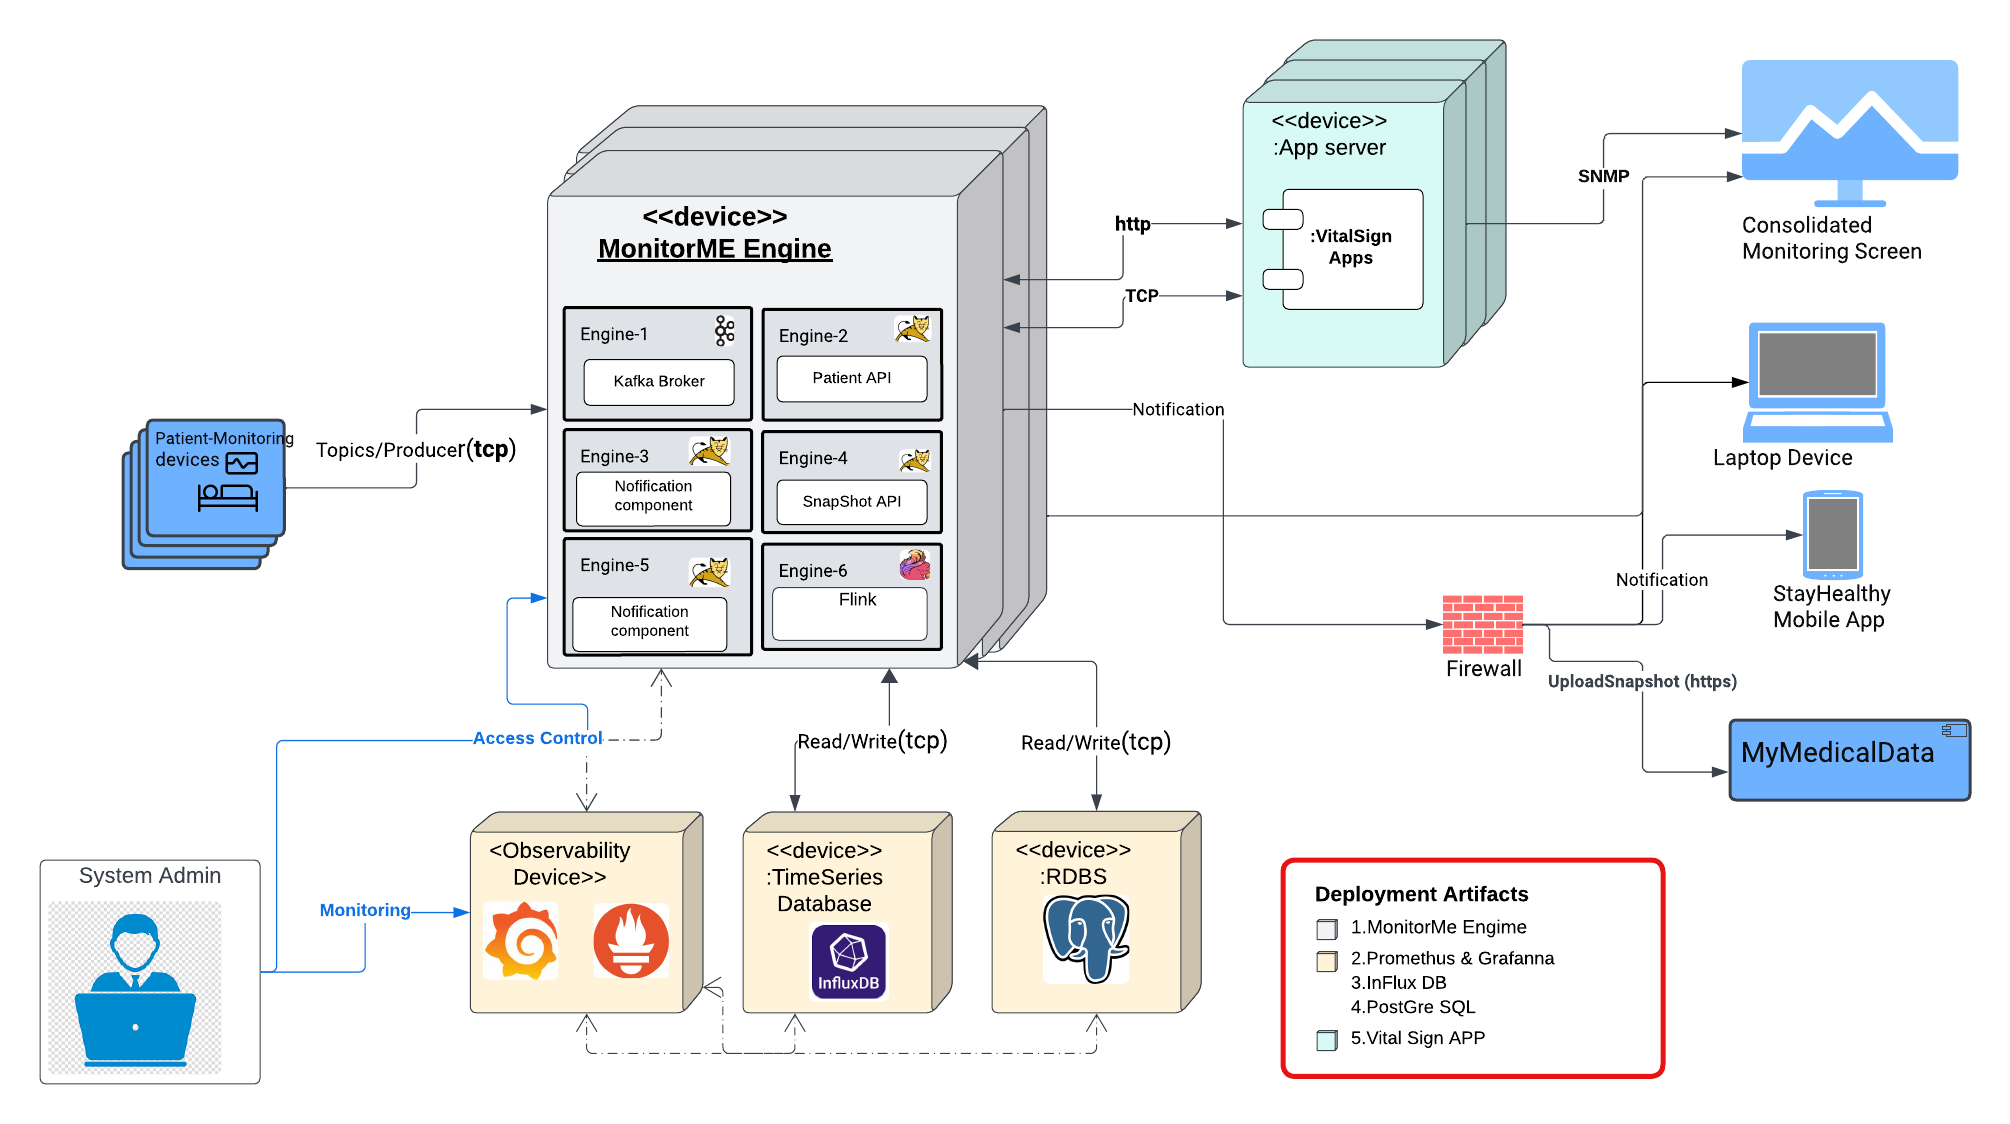 <<device>>
MonitorME Engine
Engine-1
Kafka Broker
Engine-2
Patient API
Engine-3
Nofification
component
Engine-4
SnapShot API
Engine-5
Nofification
component
Engine-6
Flink
<<device>>
:App server
:VitalSign
Apps
http
TCP
SNMP
Consolidated
Monitoring Screen
Laptop Device
StayHealthy
Mobile App
Notification
Notification
Firewall
UploadSnapshot (https)
MyMedicalData
Patient-Monitoring
devices
Topics/Producer(tcp)
Access Control
Read/Write(tcp)
Read/Write(tcp)
System Admin
Monitoring
<Observability
Device>>
<<device>>
:TimeSeries
Database
InfluxDB
<<device>>
:RDBS
Deployment Artifacts
1.MonitorMe Engime
2.Promethus & Grafanna
3.InFlux DB
4.PostGre SQL
5.Vital Sign APP